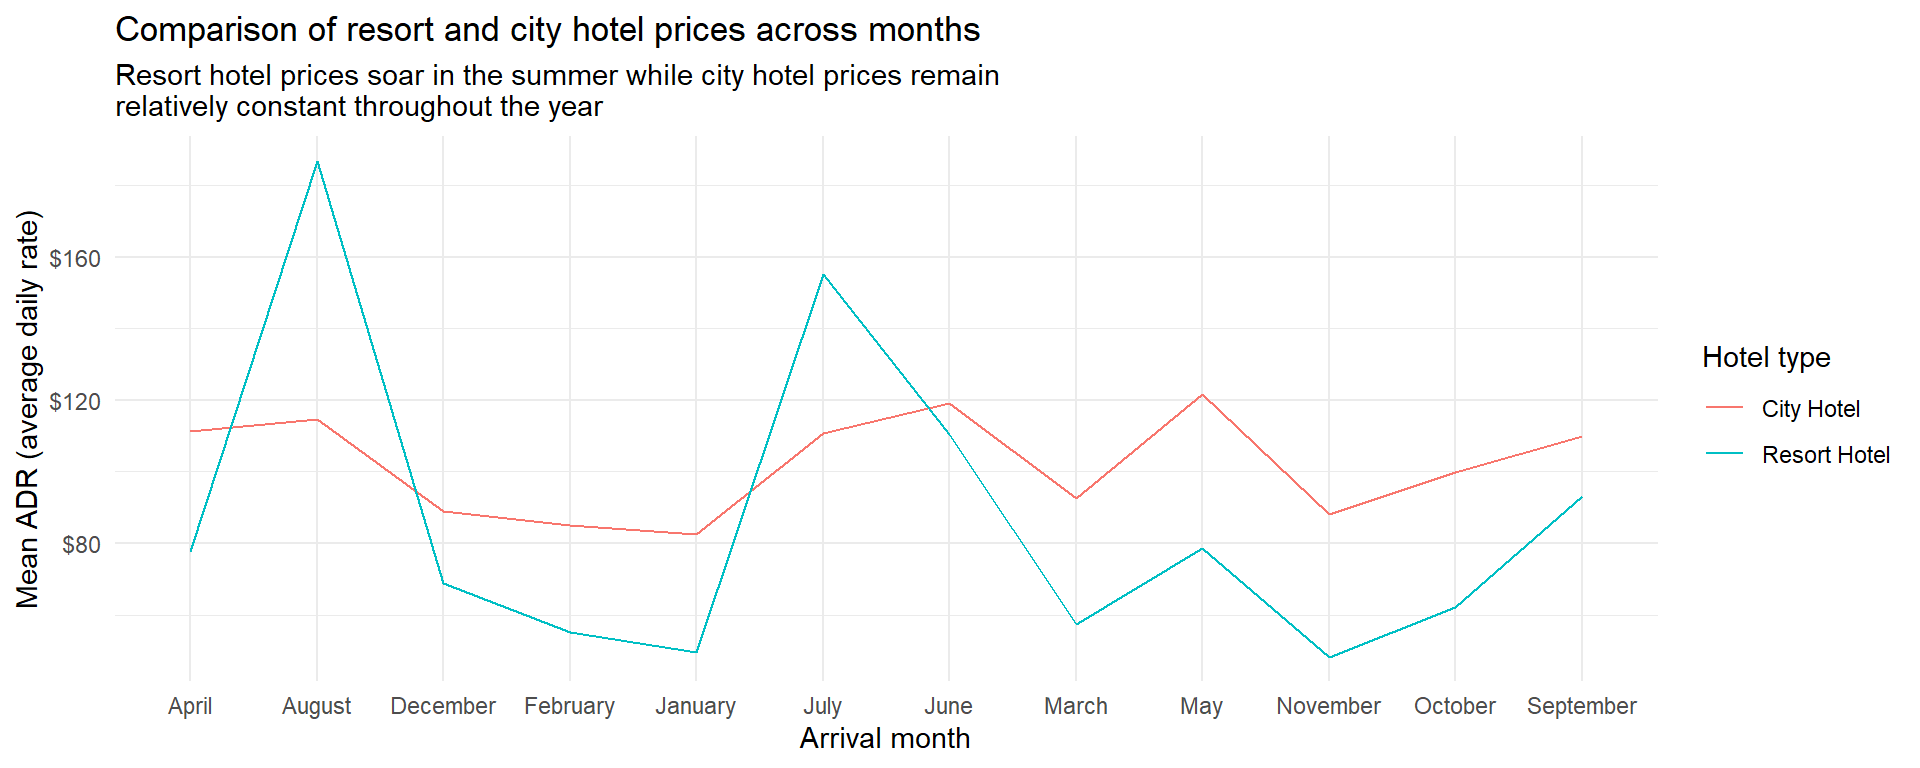 Comparison of resort and city hotel prices across months
Resort hotel prices soar in the summer while city hotel prices remain
relatively constant throughout the year
Mean ADR (average daily rate)
$160
$120
$80
April August December February January July June March May November October September
Arrival month
Hotel type
City Hotel
Resort Hotel